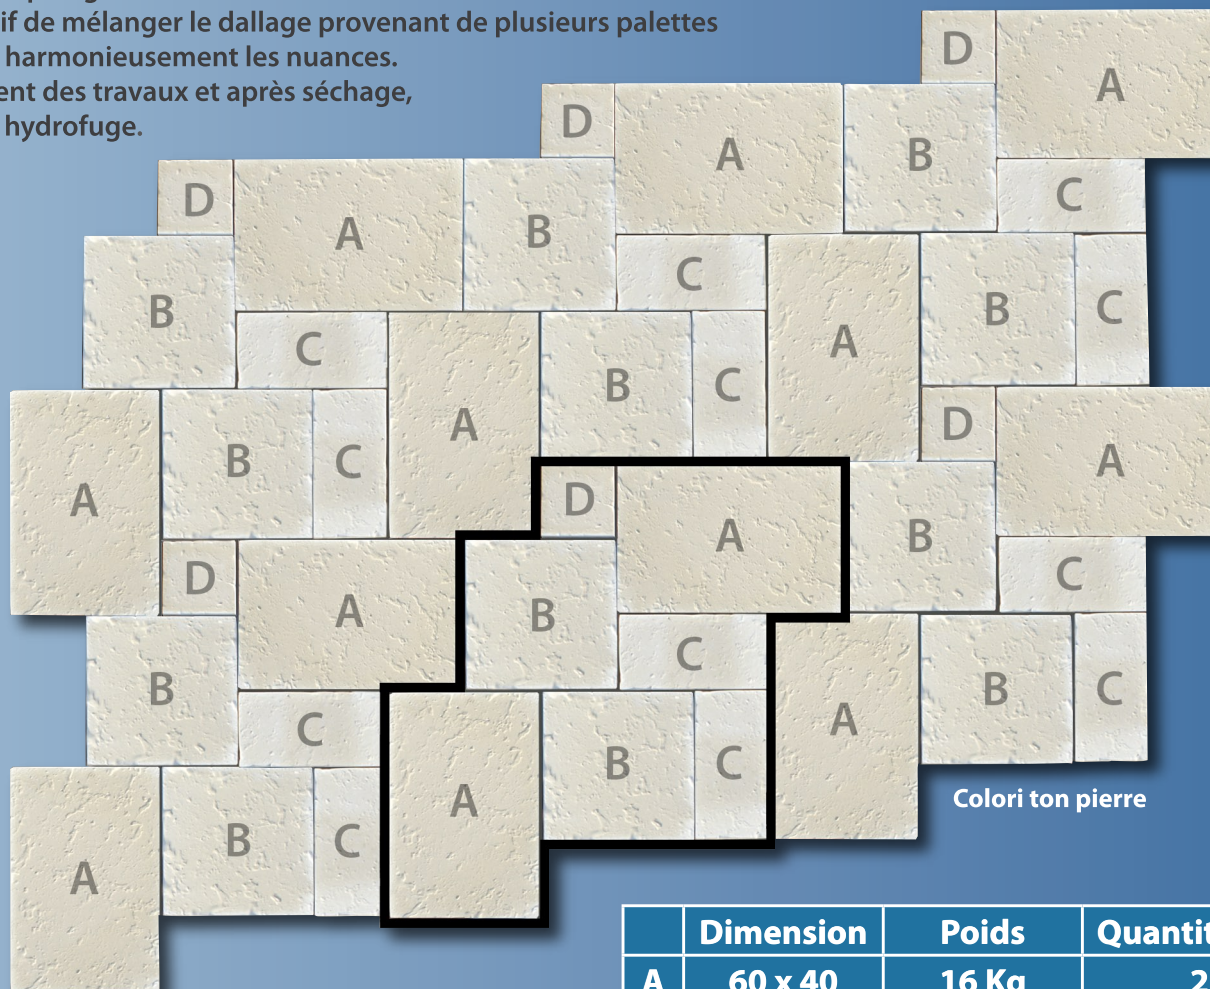 if de mélanger le dallage provenant de plusieurs palettes
harmonieusement les nuances.
ent des travaux et après séchage,
hydrofuge.
D A
D A B
D A B C
B C A B C
C A B C D A
A B C D A B
D A B C C
B C A B C A B C
A B C
Colori ton pierre
Dimension Poids Quantit
A 60 x 40 16 Kg 2